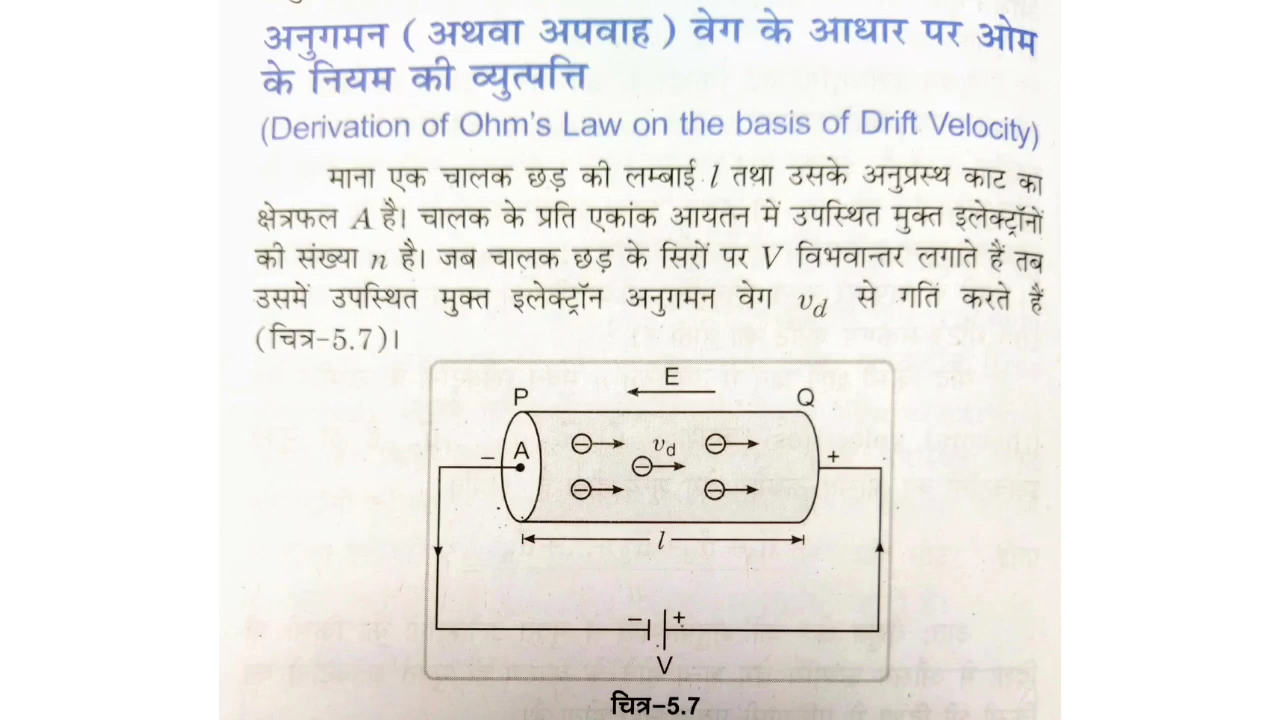 अनुगमन ( अथवा अपवाह ) वेग के आधार पर ओम
के नियम की व्युत्पत्ति
(Derivation of Ohm's Law on the basis of Drift Velocity)
माना एक चालक छड़ की लम्बाई l तथा उसके अनुप्रस्थ काट का
क्षेत्रफल A है। चालक के प्रति एकांक आयतन में उपस्थित मुक्त इलेक्ट्रॉनों
की संख्या n है। जब चालक छड़ के सिरों पर V विभवान्तर लगाते हैं तब
उसमें उपस्थित मुक्त इलेक्ट्रॉन अनुगमन वेग vd से गति करते हैं
(चित्र-5.7)।
E
P Q
A vd
− +
l
− +
V
चित्र-5.7